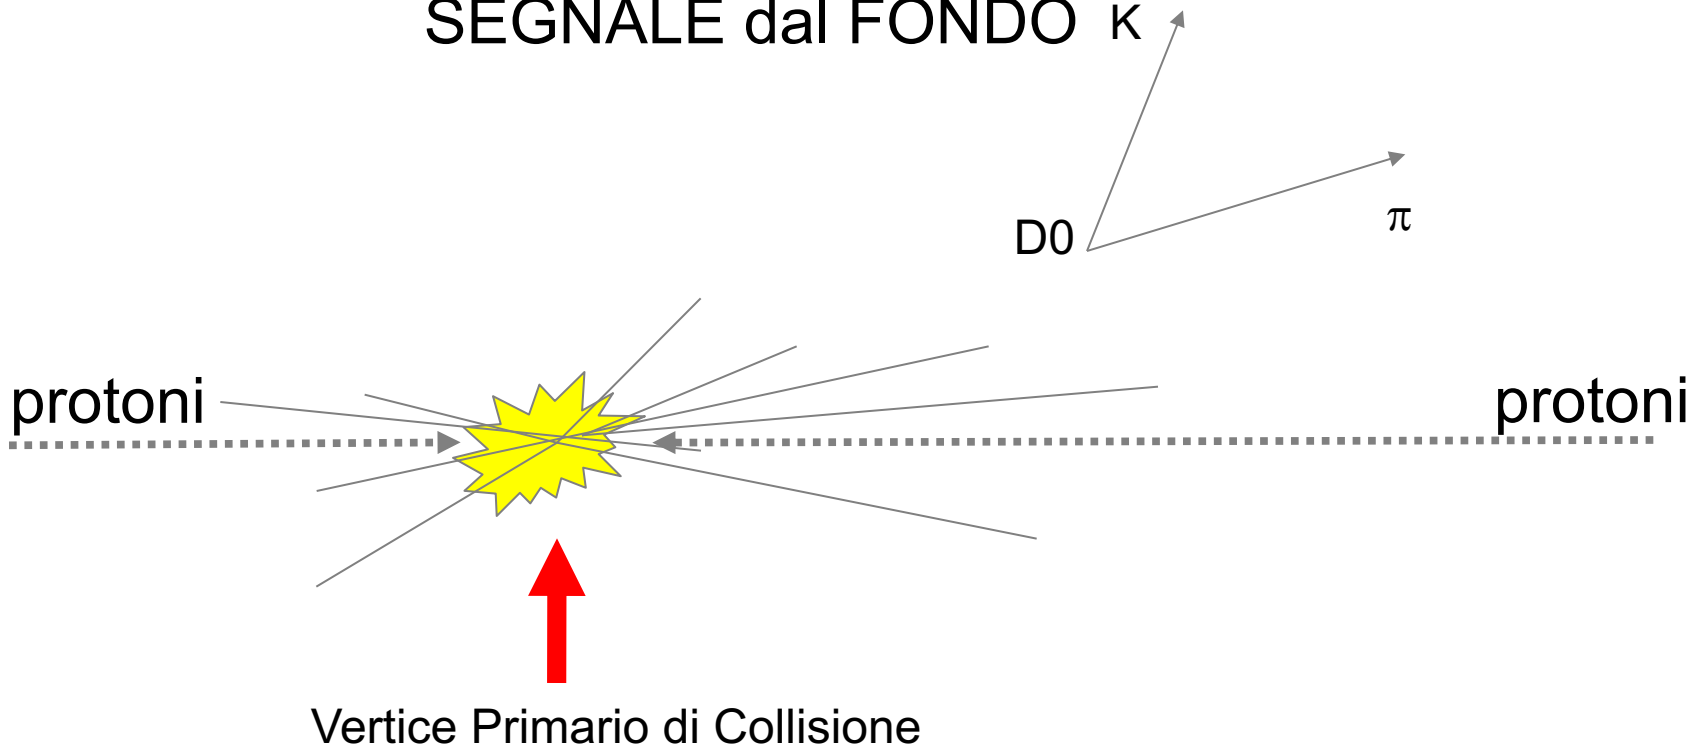 SEGNALE dal FONDO
K
π
D0
protoni
protoni
Vertice Primario di Collisione